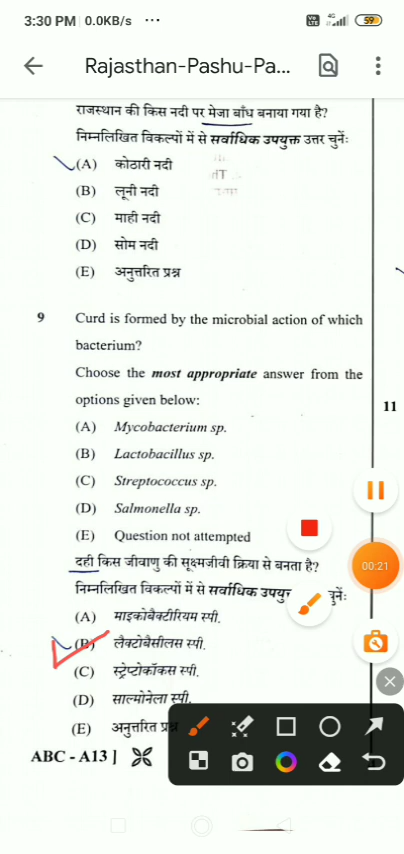 3:30 PM | 0.0KB/s ...
Vo LTE 4G 59
Rajasthan-Pashu-Pa...
राजस्थान की किस नदी पर मेजा बाँध बनाया गया है?
निम्नलिखित विकल्पों में से सर्वाधिक उपयुक्त उत्तर चुनेंः
(A) कोठारी नदी
(B) लूनी नदी
(C) माही नदी
(D) सोम नदी
(E) अनुत्तरित प्रश्न
9 Curd is formed by the microbial action of which
bacterium?
Choose the most appropriate answer from the
options given below:
11
(A) Mycobacterium sp.
(B) Lactobacillus sp.
(C) Streptococcus sp.
(D) Salmonella sp.
(E) Question not attempted
दही किस जीवाणु की सूक्ष्मजीवी क्रिया से बनता है?
00:21
निम्नलिखित विकल्पों में से सर्वाधिक उपयु चुनेंः
(A) माइकोबैक्टीरियम स्पी.
(B) लैक्टोबैसीलस स्पी.
(C) स्ट्रेप्टोकॉकस स्पी.
(D) साल्मोनेला स्पी.
(E) अनुत्तरित प्रश्न
ABC - A13 ]